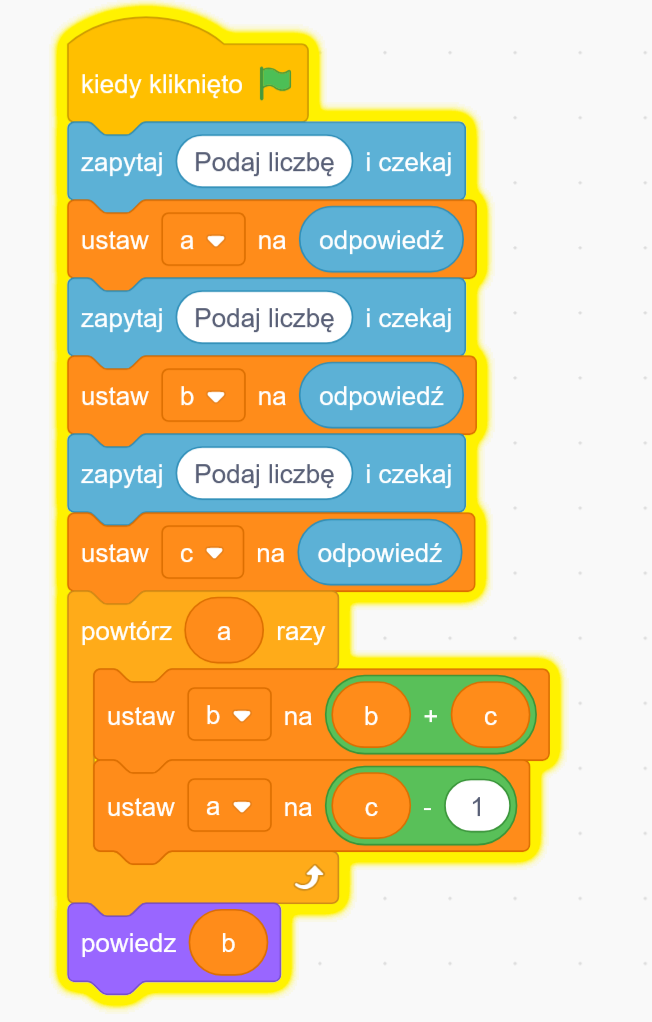 kiedy kliknięto
zapytaj Podaj liczbę i czekaj
ustaw a na odpowiedź
zapytaj Podaj liczbę i czekaj
ustaw b na odpowiedź
zapytaj Podaj liczbę i czekaj
ustaw c na odpowiedź
powtórz a razy
ustaw b na b + c
ustaw a na c - 1
powiedz b